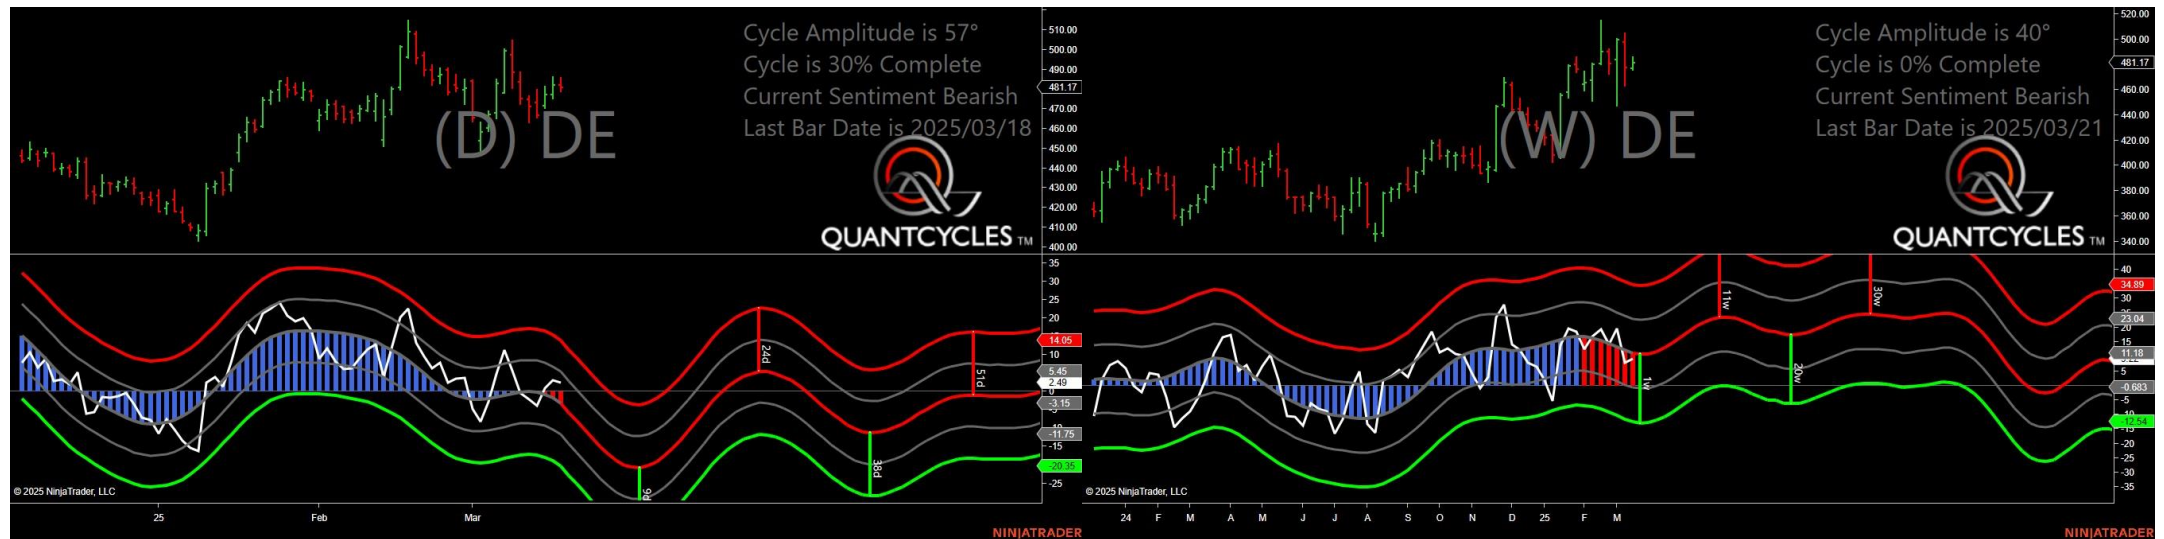 Cycle Amplitude is 57°
Cycle is 30% Complete
Current Sentiment Bearish
Last Bar Date is 2025/03/18
(D) DE
QUANTCYCLES TM
510.00
500.00
490.00
481.17
470.00
460.00
450.00
440.00
430.00
420.00
410.00
400.00
35
30
25
20
14.05
10
5.45
2.49
-3.15
-11.75
-15
-20.35
-25
9d
24d
38d
51d
© 2025 NinjaTrader, LLC
25 Feb Mar
NINJATRADER
Cycle Amplitude is 40°
Cycle is 0% Complete
Current Sentiment Bearish
Last Bar Date is 2025/03/21
(W) DE
QUANTCYCLES TM
520.00
500.00
481.17
460.00
440.00
420.00
400.00
380.00
360.00
340.00
40
34.89
30
23.04
20
15
11.18
5
-0.683
-5
-12.54
-20
-25
-30
-35
1w
11w
20w
30w
© 2025 NinjaTrader, LLC
24 F M A M J J A S O N D 25 F M
NINJATRADER